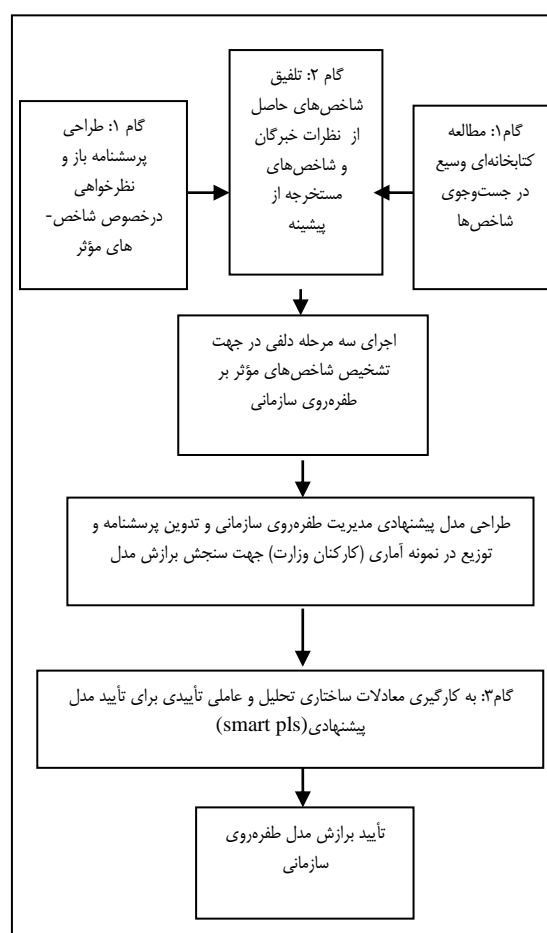 گام ۱: مطالعه
کتابخانه‌ای وسیع
در جست‌وجوی
شاخص‌ها
گام ۲: تلفیق
شاخص‌های حاصل
از نظرات خبرگان
و شاخص‌های
مستخرجه از
پیشینه
گام ۱: طراحی
پرسشنامه باز و
نظرخواهی
درخصوص شاخص-
های مؤثر
اجرای سه مرحله دلفی در جهت
تشخیص شاخص‌های مؤثر بر
طفره‌روی سازمانی
طراحی مدل پیشنهادی مدیریت طفره‌روی سازمانی و تدوین پرسشنامه و
توزیع در نمونه آماری (کارکنان وزارت) جهت سنجش برازش مدل
گام۳: به کارگیری معادلات ساختاری تحلیل و عاملی تأییدی برای تأیید مدل
پیشنهادی(smart pls)
تأیید برازش مدل طفره‌روی
سازمانی